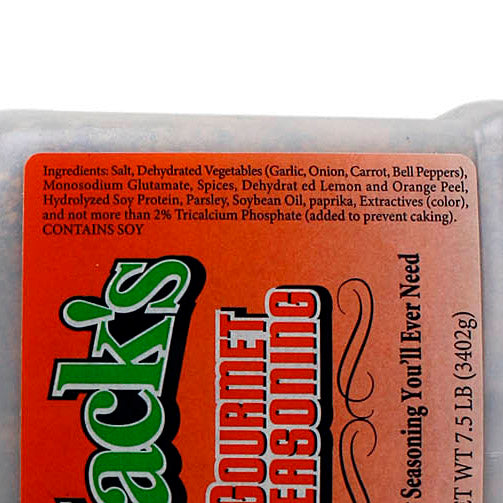 Ingredients: Salt, Dehydrated Vegetables (Garlic, Onion, Carrot, Bell Peppers),
Monosodium Glutamate, Spices, Dehydrat ed Lemon and Orange Peel,
Hydrolyzed Soy Protein, Parsley, Soybean Oil, paprika, Extractives (color),
and not more than 2% Tricalcium Phosphate (added to prevent caking).
CONTAINS SOY
ack's
GOURMET
SEASONING
Seasoning You'll Ever Need
WT 7.5 LB (3402g)